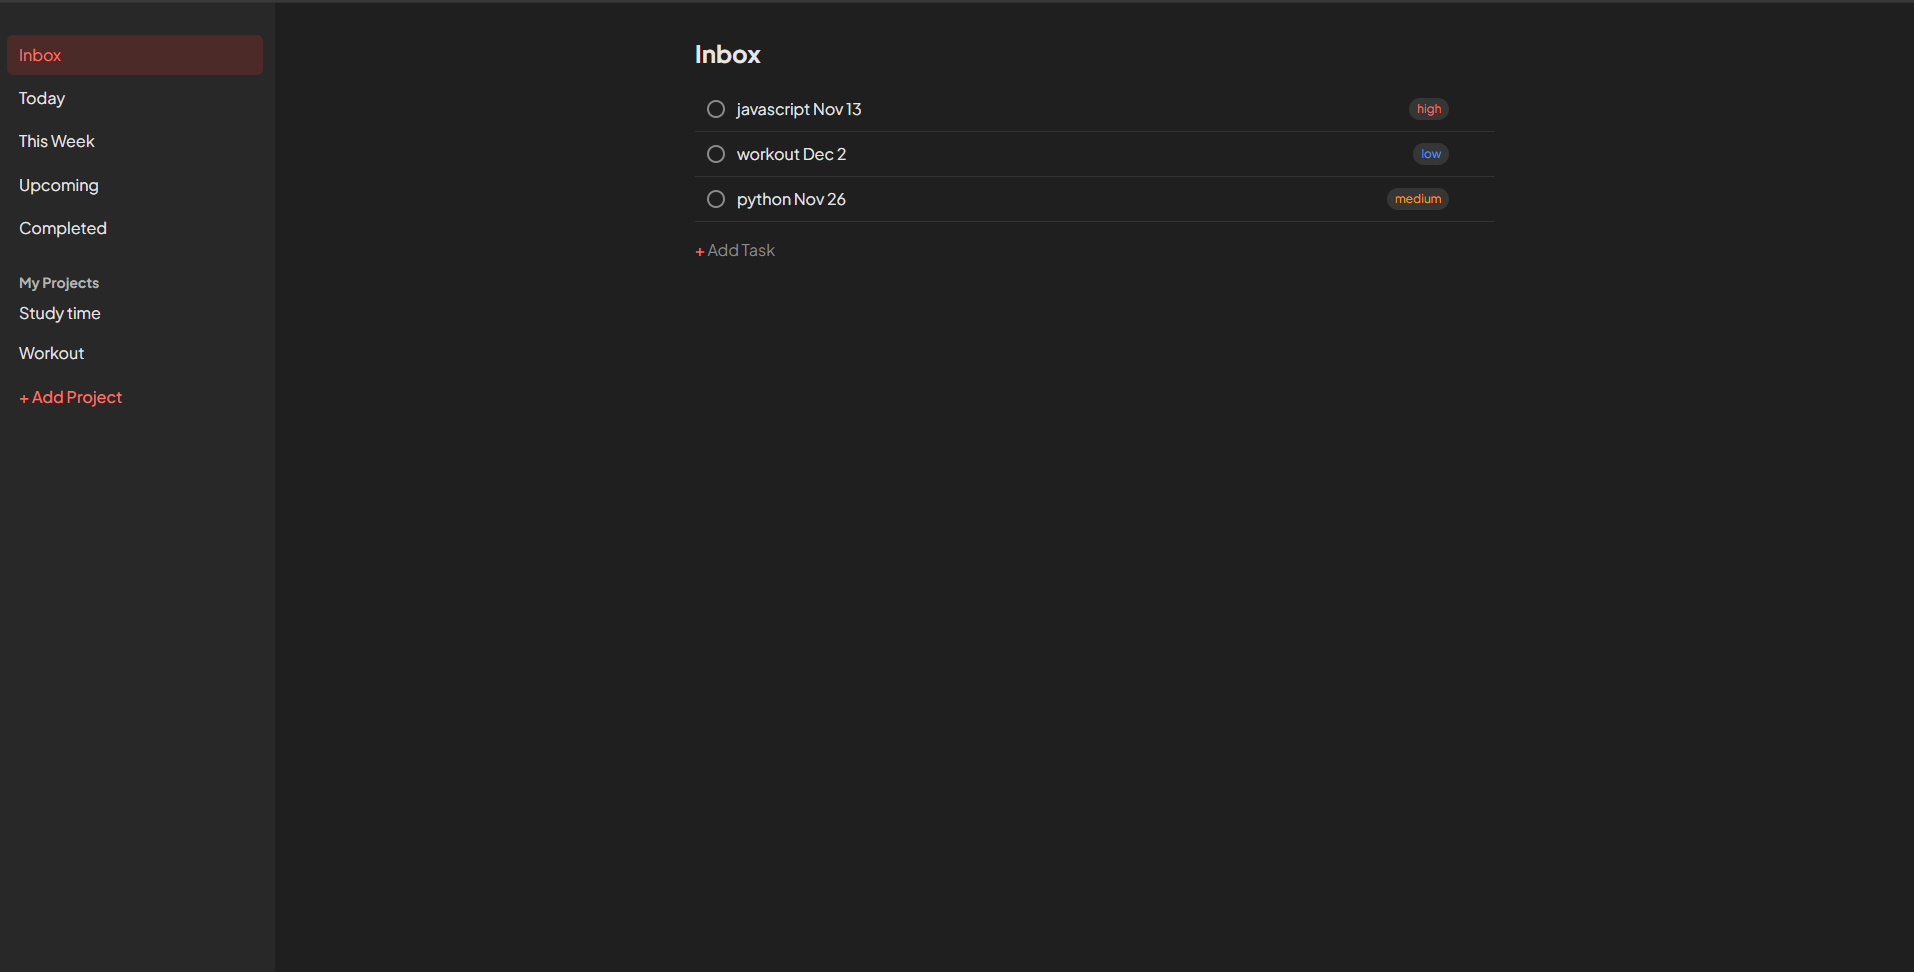 Inbox
Today
This Week
Upcoming
Completed
My Projects
Study time
Workout
+ Add Project
Inbox
javascript Nov 13 high
workout Dec 2 low
python Nov 26 medium
+ Add Task